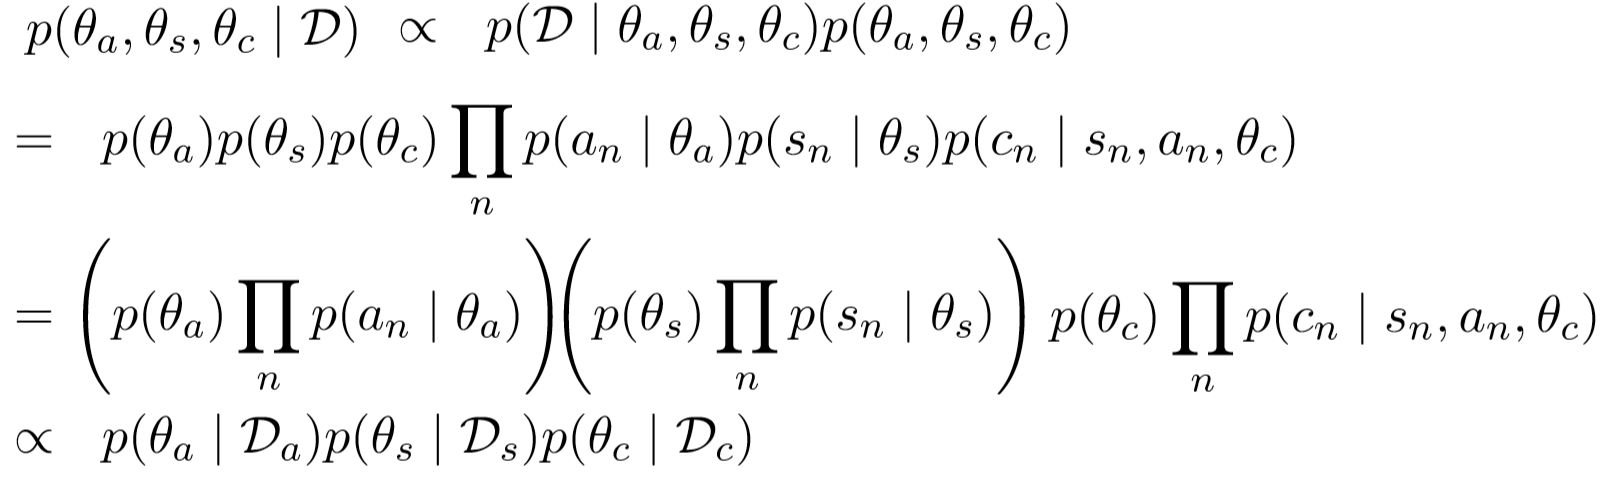 p(θ_a, θ_s, θ_c | 𝒟) ∝ p(𝒟 | θ_a, θ_s, θ_c)p(θ_a, θ_s, θ_c)
= p(θ_a)p(θ_s)p(θ_c) ∏_n p(a_n | θ_a)p(s_n | θ_s)p(c_n | s_n, a_n, θ_c)
= (p(θ_a) ∏_n p(a_n | θ_a)) (p(θ_s) ∏_n p(s_n | θ_s)) p(θ_c) ∏_n p(c_n | s_n, a_n, θ_c)
∝ p(θ_a | 𝒟_a)p(θ_s | 𝒟_s)p(θ_c | 𝒟_c)